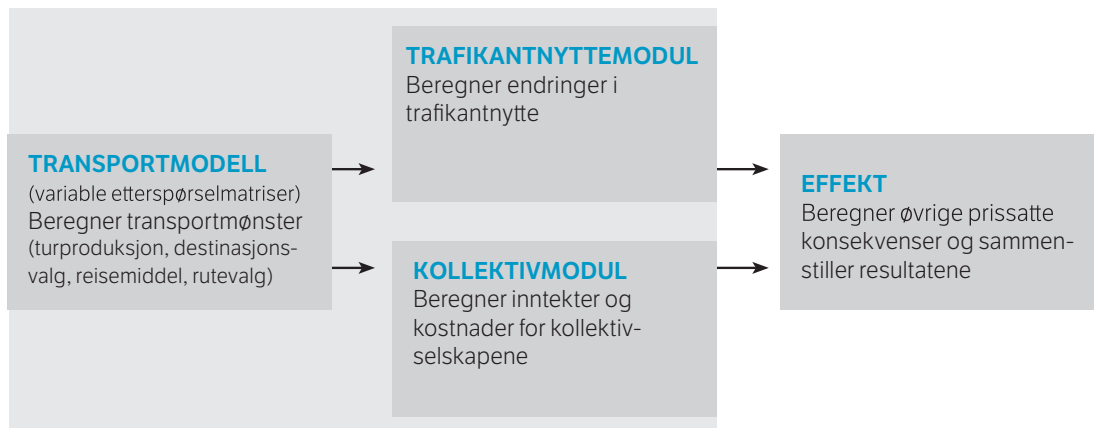 TRANSPORTMODELL
(variable etterspørselmatriser)
Beregner transportmønster
(turproduksjon, destinasjons-
valg, reisemiddel, rutevalg)
TRAFIKANTNYTTEMODUL
Beregner endringer i
trafikantnytte
KOLLEKTIVMODUL
Beregner inntekter og
kostnader for kollektiv-
selskapene
EFFEKT
Beregner øvrige prissatte
konsekvenser og sammen-
stiller resultatene